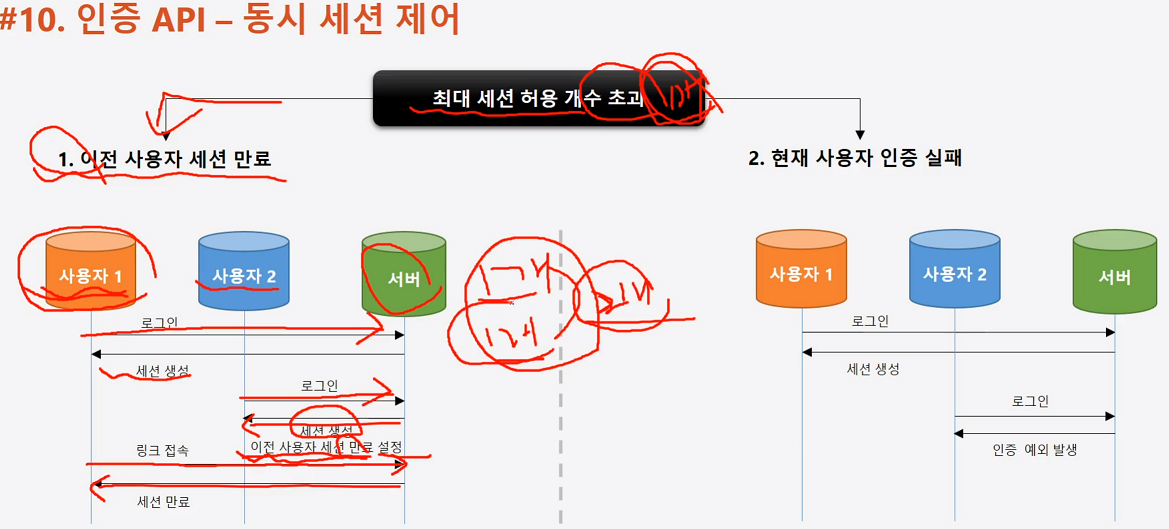 #10. 인증 API – 동시 세션 제어
최대 세션 허용 개수 초과
1. 이전 사용자 세션 만료
2. 현재 사용자 인증 실패
사용자 1
사용자 2
서버
로그인
세션 생성
로그인
세션 생성
이전 사용자 세션 만료 설정
링크 접속
세션 만료
1개
1개
사용자 1
사용자 2
서버
로그인
세션 생성
로그인
인증 예외 발생